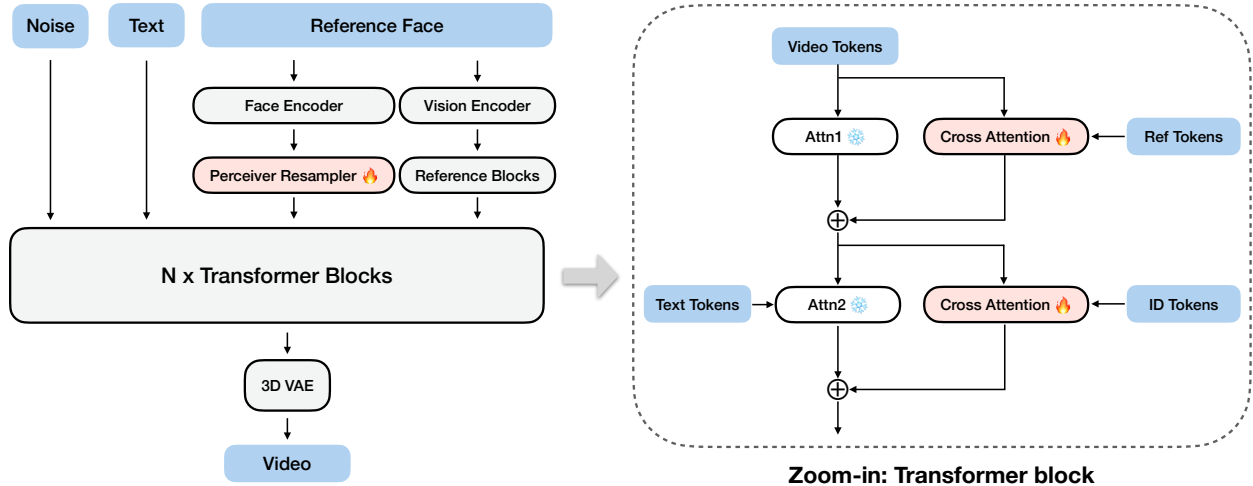 Noise
Text
Reference Face
Face Encoder
Vision Encoder
Perceiver Resampler 🔥
Reference Blocks
N x Transformer Blocks
3D VAE
Video
Video Tokens
Attn1 ❄️
Cross Attention 🔥
Ref Tokens
Text Tokens
Attn2 ❄️
Cross Attention 🔥
ID Tokens
Zoom-in: Transformer block